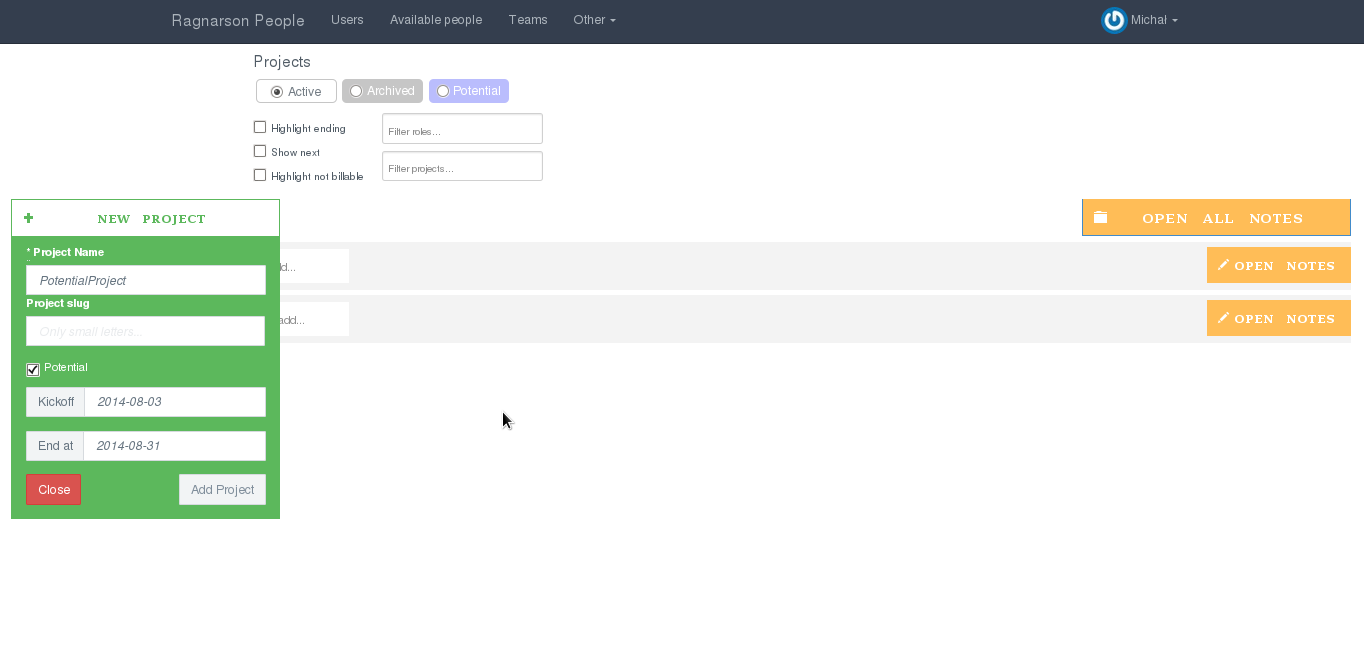 Ragnarson People Users Available people Teams Other Michał
Projects
Active Archived Potential
Highlight ending
Filter roles...
Show next
Filter projects...
Highlight not billable
NEW PROJECT
OPEN ALL NOTES
* Project Name
PotentialProject
d...
OPEN NOTES
Project slug
Only small letters...
add...
OPEN NOTES
Potential
Kickoff 2014-08-03
End at 2014-08-31
Close Add Project